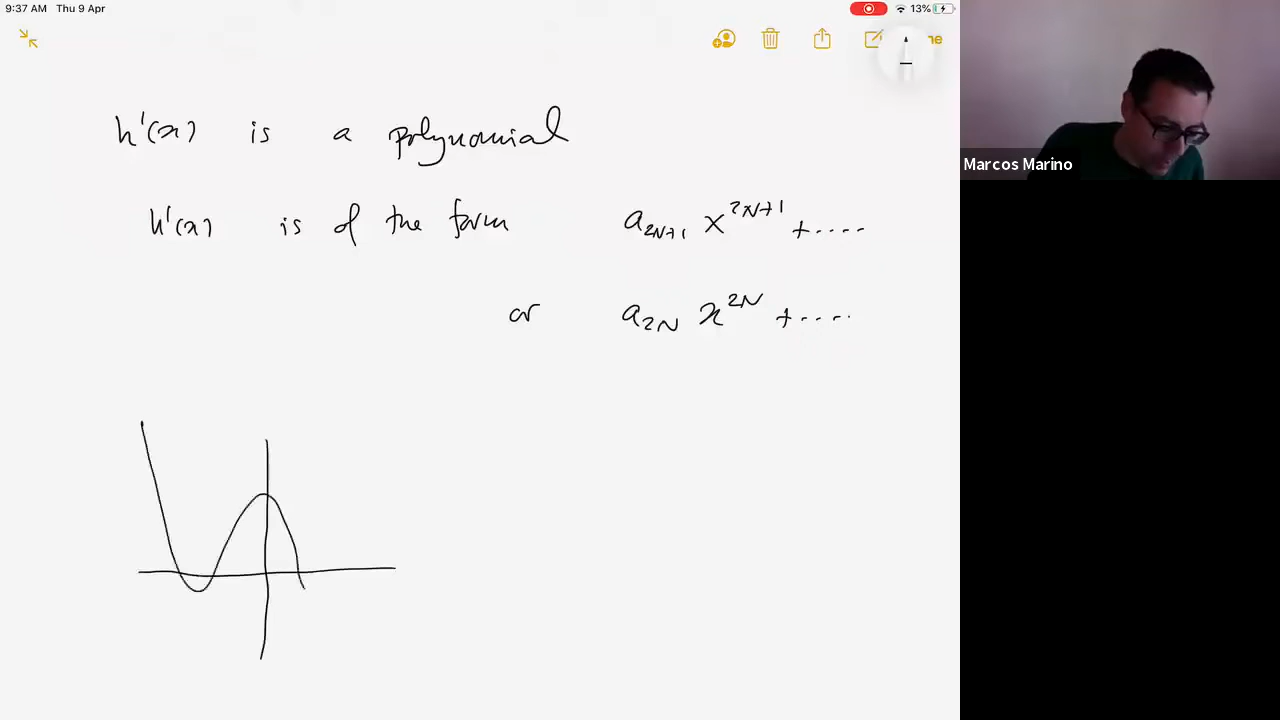 9:37 AM Thu 9 Apr
13%
ne
h'(x) is a polynomial
h'(x) is of the form a_{2N+1} x^{2N+1} + ....
or a_{2N} x^{2N} + ....
Marcos Marino